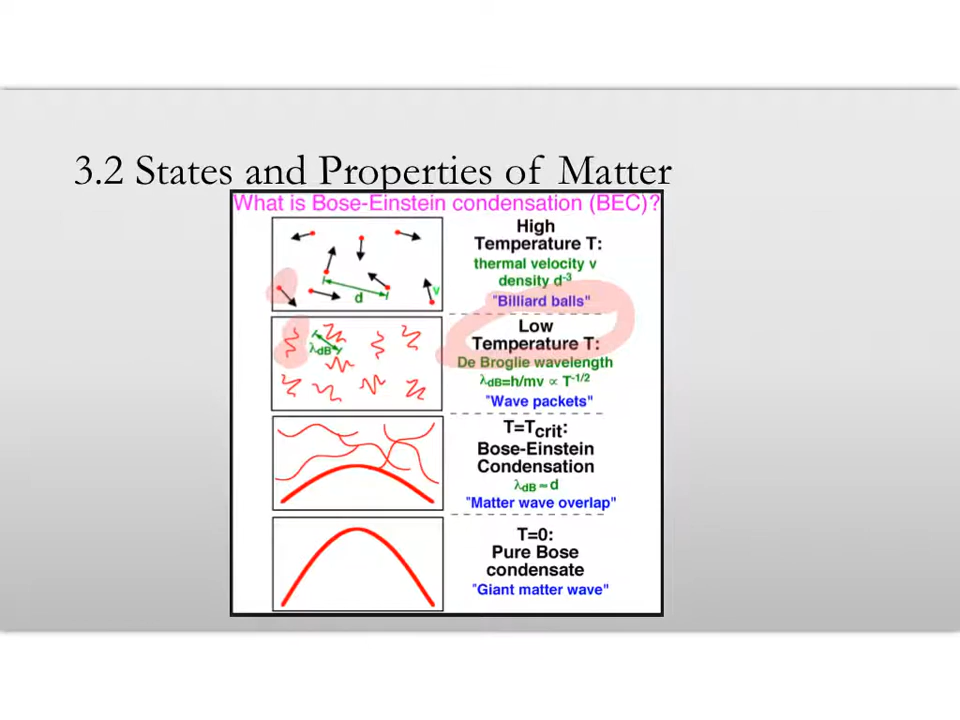 3.2 States and Properties of Matter
What is Bose-Einstein condensation (BEC)?
d
v
High
Temperature T:
thermal velocity v
density d⁻³
"Billiard balls"
λdB
Low
Temperature T:
De Broglie wavelength
λdB=h/mv ∝ T⁻¹/²
"Wave packets"
T=Tcrit:
Bose-Einstein
Condensation
λdB ≈ d
"Matter wave overlap"
T=0:
Pure Bose
condensate
"Giant matter wave"